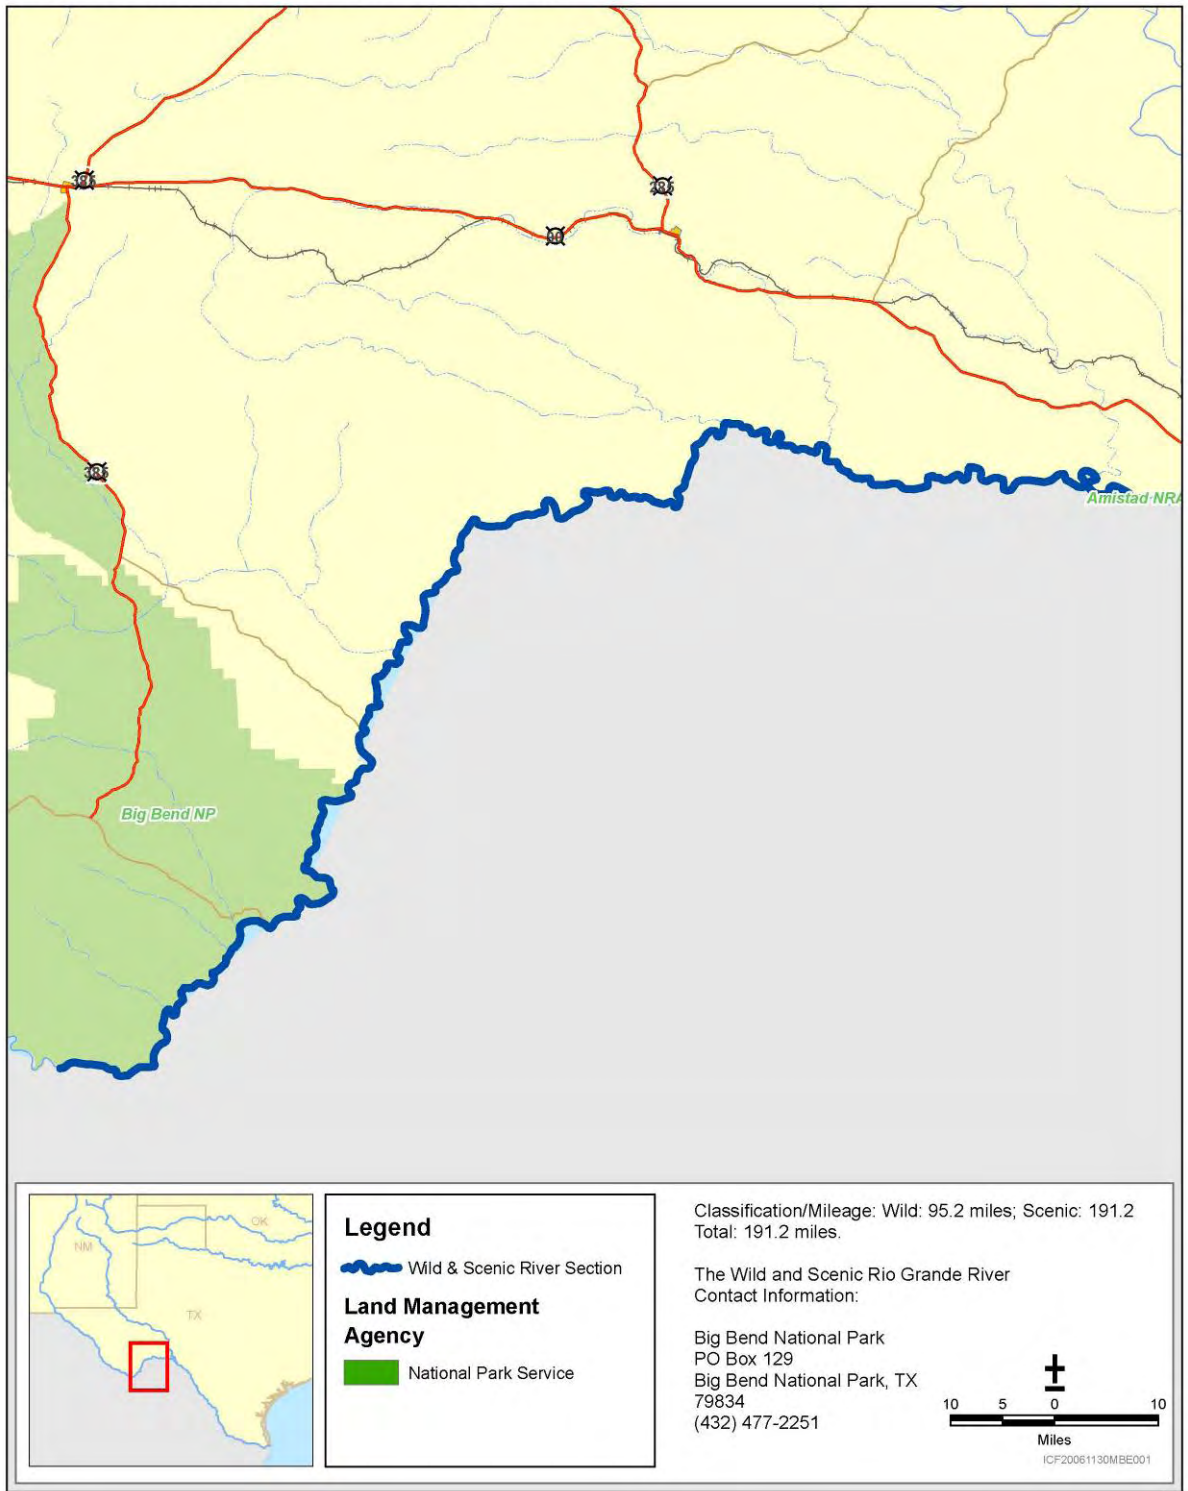 385
Amistad NRA
Big Bend NP
NM
OK
TX
Legend
Wild & Scenic River Section
Land Management
Agency
National Park Service
Classification/Mileage: Wild: 95.2 miles; Scenic: 191.2
Total: 191.2 miles.
The Wild and Scenic Rio Grande River
Contact Information:
Big Bend National Park
PO Box 129
Big Bend National Park, TX
79834
(432) 477-2251
10 5 0 10
Miles
ICF20061130MBE001